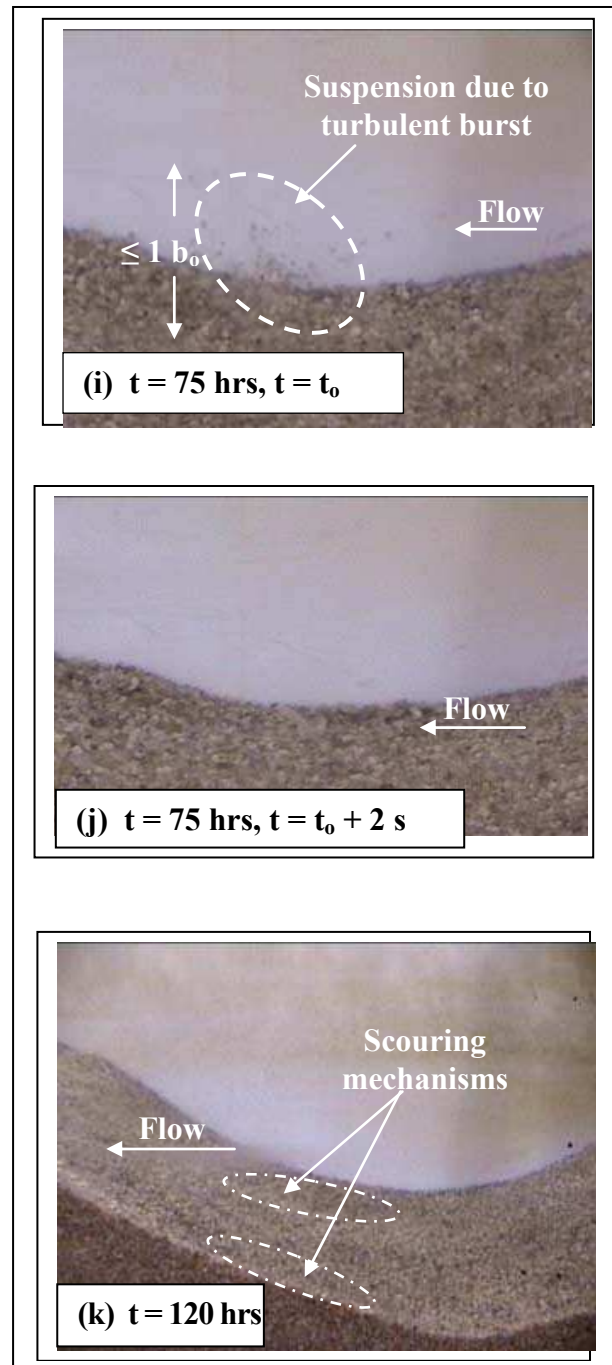 Suspension due to
turbulent burst
Flow
≤ 1 bₒ
(i) t = 75 hrs, t = tₒ
Flow
(j) t = 75 hrs, t = tₒ + 2 s
Scouring
mechanisms
Flow
(k) t = 120 hrs